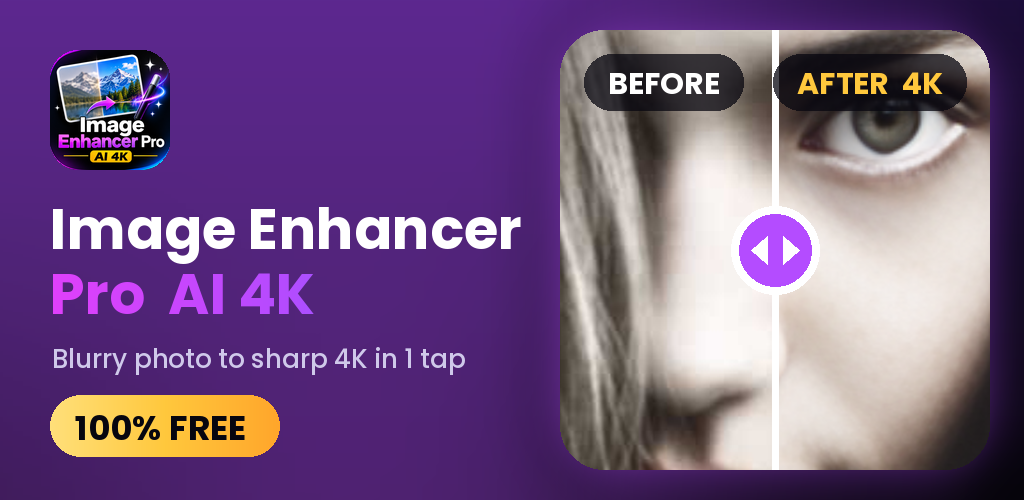 Image
Enhancer Pro
AI 4K
Image Enhancer
Pro AI 4K
Blurry photo to sharp 4K in 1 tap
100% FREE
BEFORE
AFTER 4K